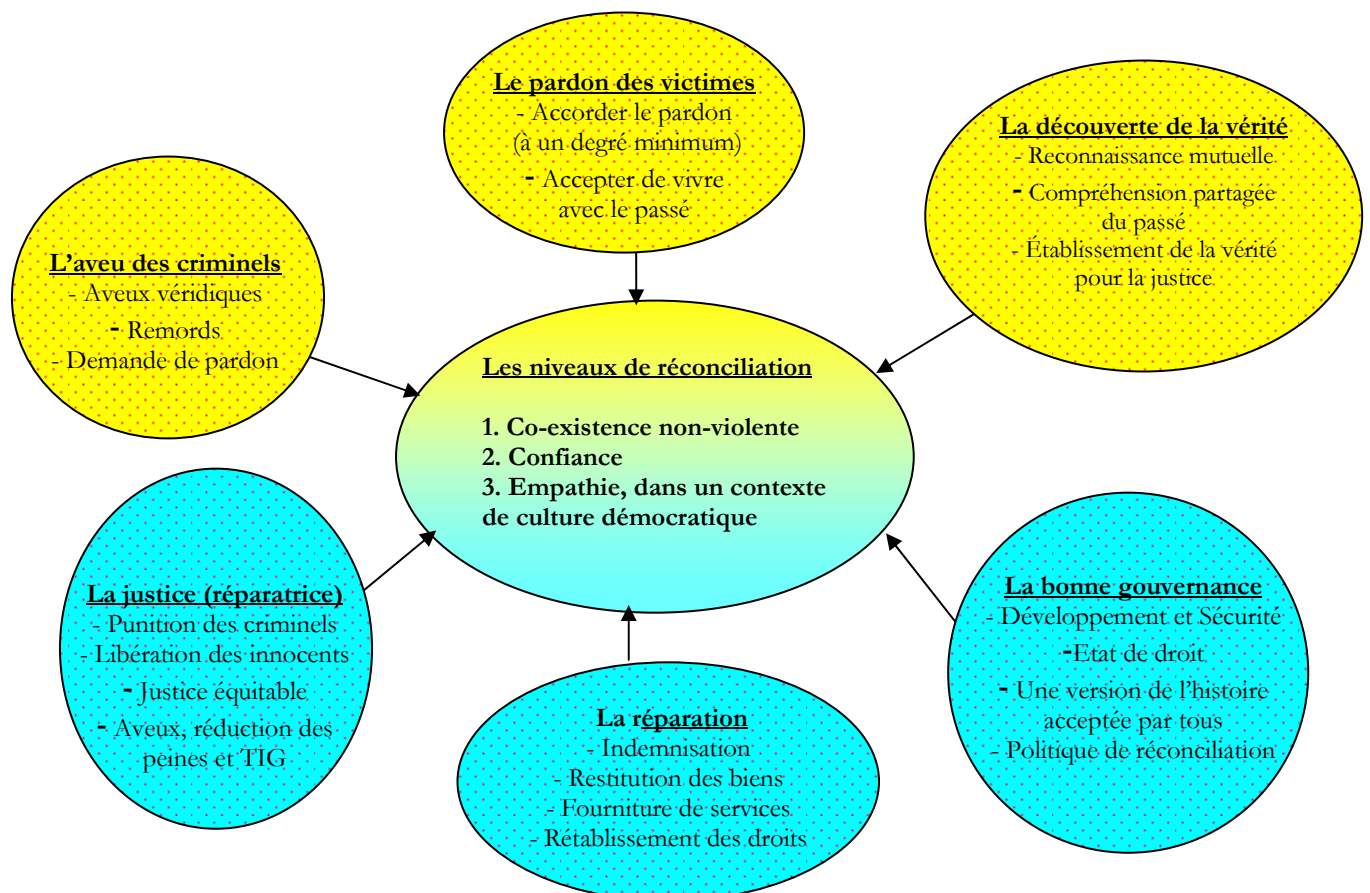 Le pardon des victimes
- Accorder le pardon
(à un degré minimum)
- Accepter de vivre
avec le passé
La découverte de la vérité
- Reconnaissance mutuelle
- Compréhension partagée
du passé
- Établissement de la vérité
pour la justice
L'aveu des criminels
- Aveux véridiques
- Remords
- Demande de pardon
Les niveaux de réconciliation
1. Co-existence non-violente
2. Confiance
3. Empathie, dans un contexte
de culture démocratique
La justice (réparatrice)
- Punition des criminels
- Libération des innocents
- Justice équitable
- Aveux, réduction des
peines et TIG
La réparation
- Indemnisation
- Restitution des biens
- Fourniture de services
- Rétablissement des droits
La bonne gouvernance
- Développement et Sécurité
-Etat de droit
- Une version de l'histoire
acceptée par tous
- Politique de réconciliation